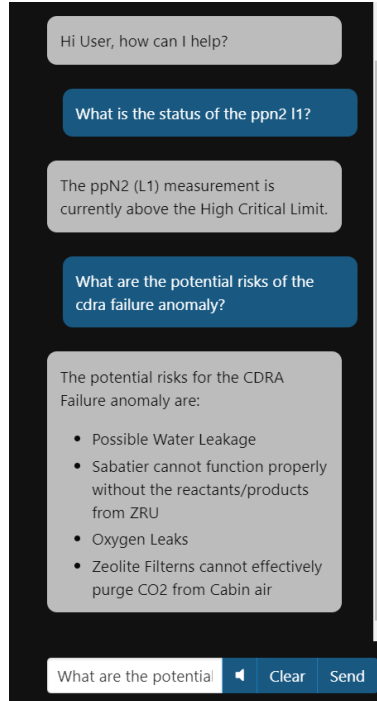 Hi User, how can I help?
What is the status of the ppn2 l1?
The ppN2 (L1) measurement is
currently above the High Critical Limit.
What are the potential risks of the
cdra failure anomaly?
The potential risks for the CDRA
Failure anomaly are:
• Possible Water Leakage
• Sabatier cannot function properly
without the reactants/products
from ZRU
• Oxygen Leaks
• Zeolite Filterns cannot effectively
purge CO2 from Cabin air
What are the potential Clear Send